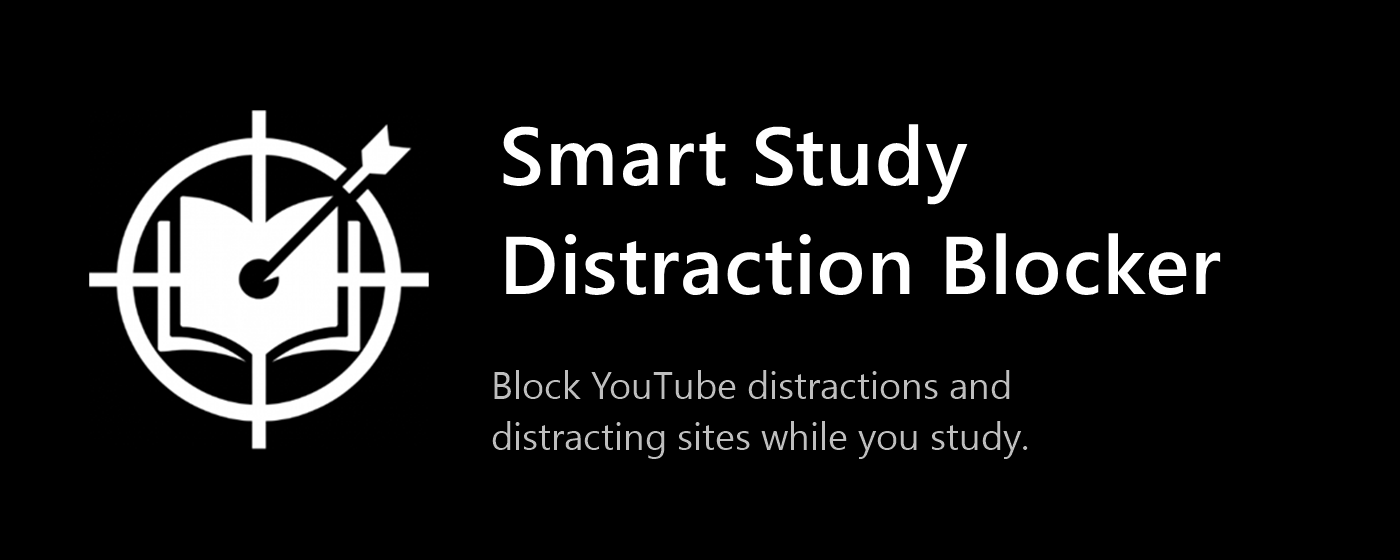 Smart Study
Distraction Blocker
Block YouTube distractions and
distracting sites while you study.